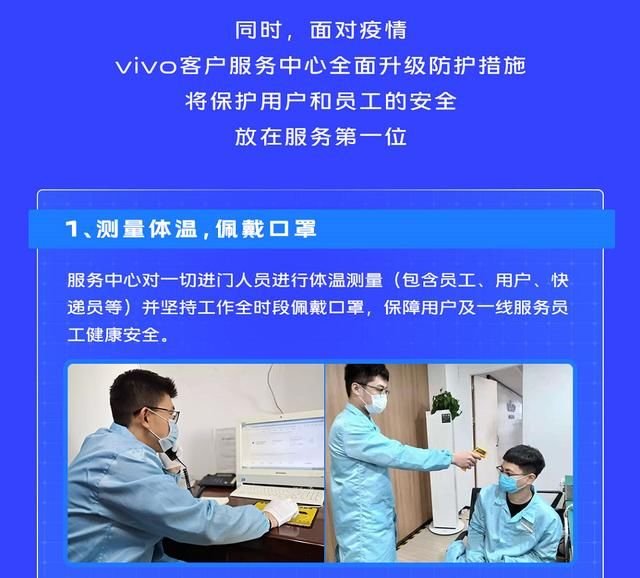 同时，面对疫情
vivo客户服务中心全面升级防护措施
将保护用户和员工的安全
放在服务第一位
1、测量体温，佩戴口罩
服务中心对一切进门人员进行体温测量（包含员工、用户、快
递员等）并坚持工作全时段佩戴口罩，保障用户及一线服务员
工健康安全。